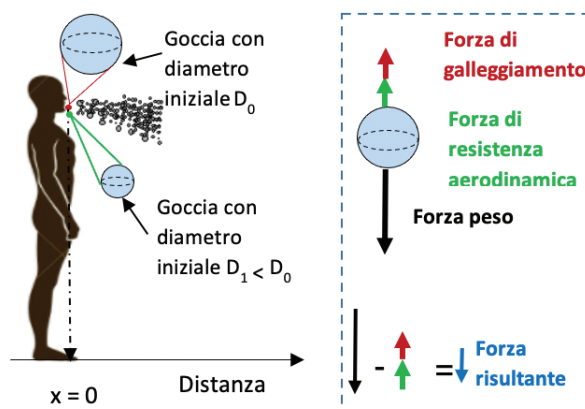 Goccia con
diametro
iniziale D₀
Goccia con
diametro
iniziale D₁ < D₀
x = 0
Distanza
Forza di
galleggiamento
Forza di
resistenza
aerodinamica
Forza peso
- = Forza
risultante